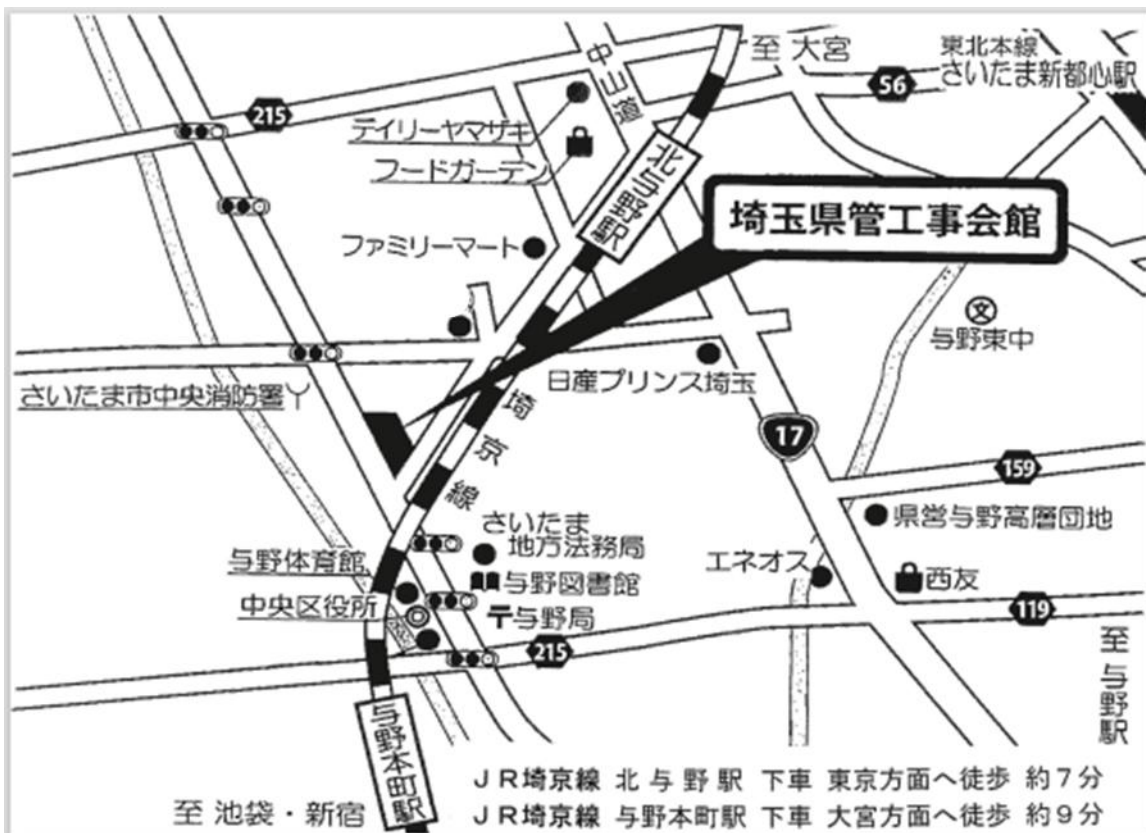 至 大宮
東北本線
さいたま新都心駅
中山道
56
215
デイリーヤマザキ
フードガーデン
北与野駅
埼玉県管工事会館
ファミリーマート
文
与野東中
日産プリンス埼玉
さいたま市中央消防署
埼京線
17
159
さいたま
地方法務局
県営与野高層団地
与野体育館
与野図書館
エネオス
西友
中央区役所
〒与野局
119
215
至 与野駅
与野本町駅
JR埼京線 北与野駅 下車 東京方面へ徒歩 約7分
至 池袋・新宿
JR埼京線 与野本町駅 下車 大宮方面へ徒歩 約9分